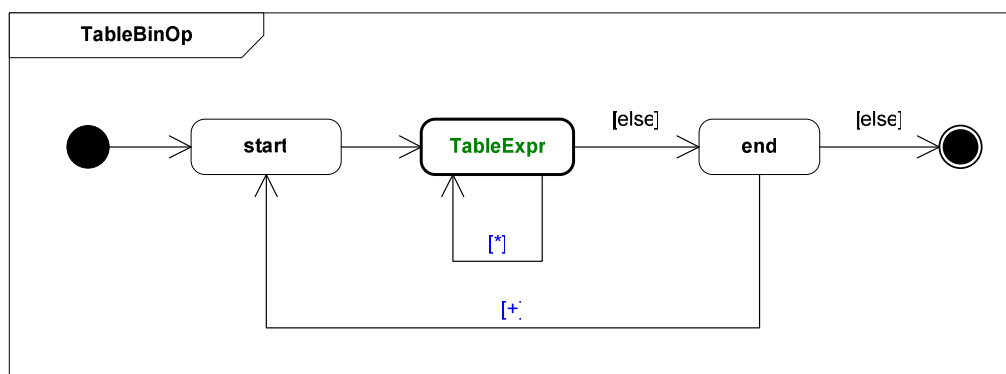 TableBinOp
[else]
[else]
start
TableExpr
end
[*]
[+]